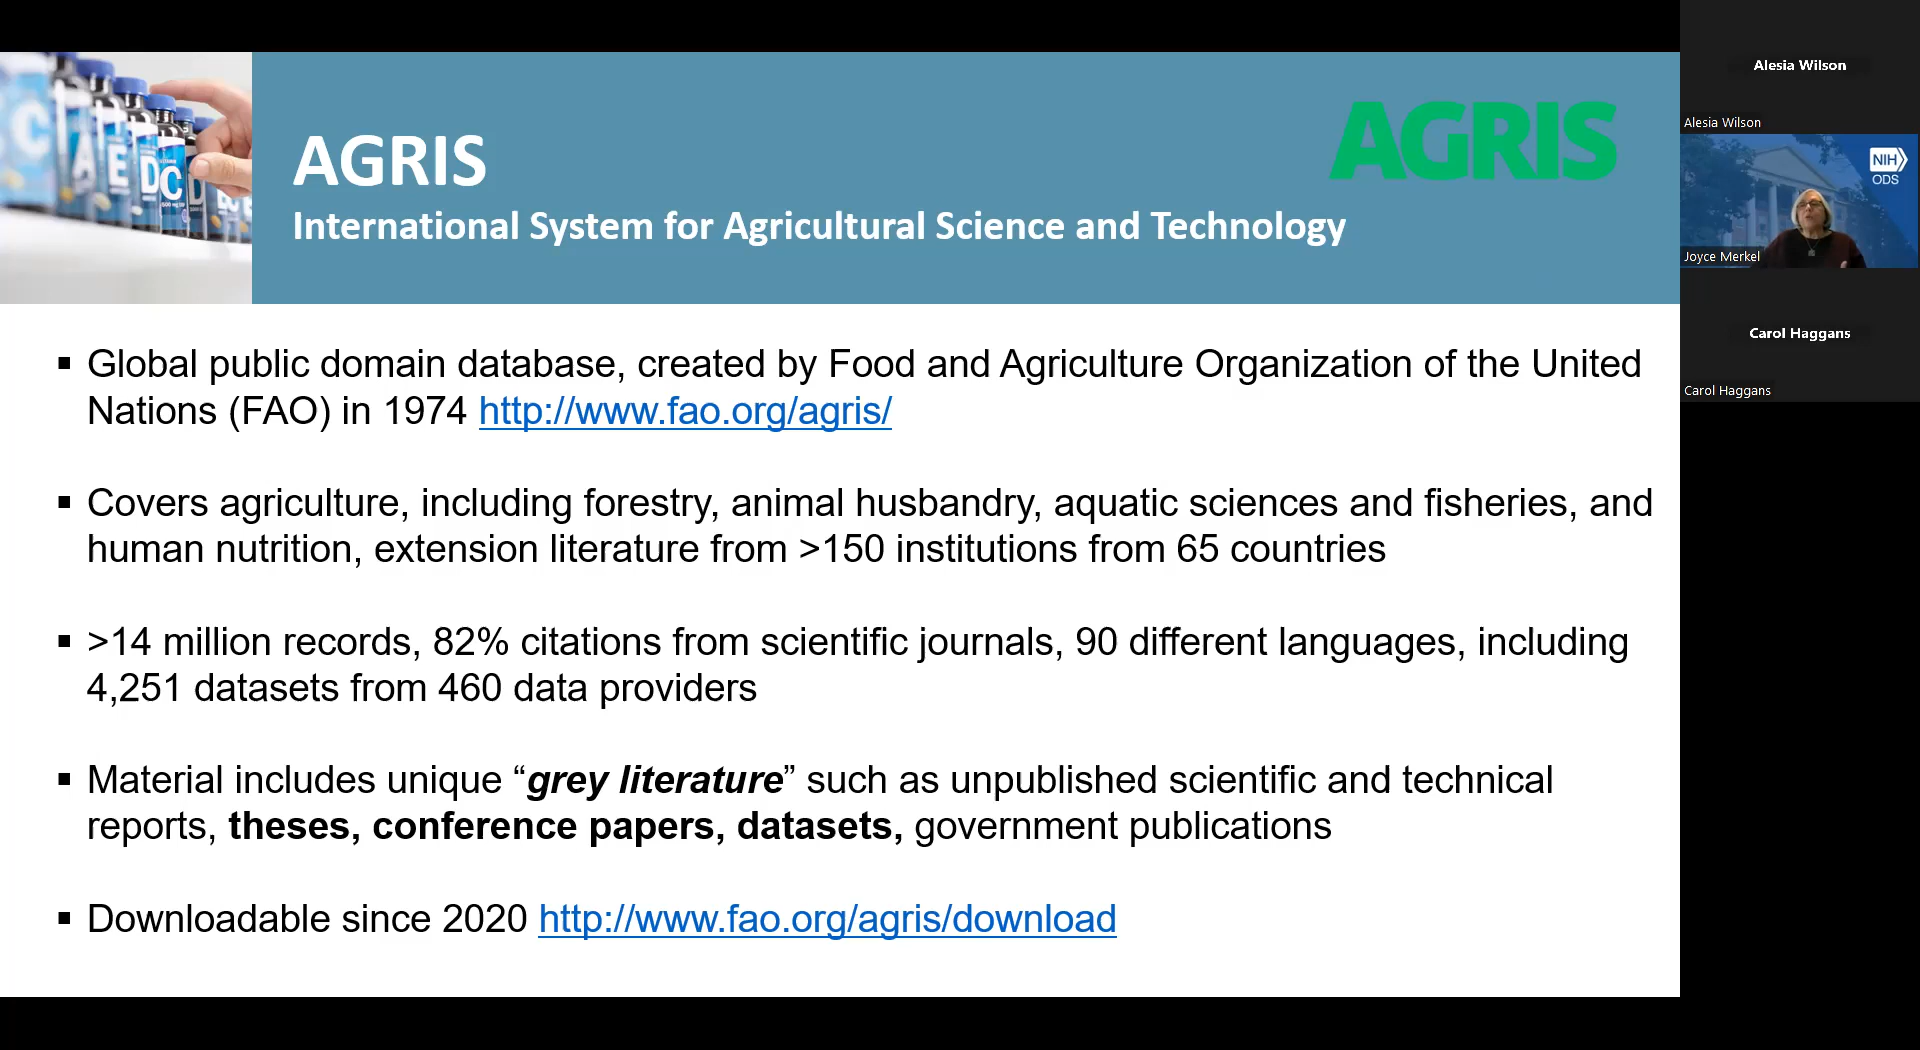 AGRIS
AGRIS
International System for Agricultural Science and Technology
▪ Global public domain database, created by Food and Agriculture Organization of the United
Nations (FAO) in 1974 http://www.fao.org/agris/
▪ Covers agriculture, including forestry, animal husbandry, aquatic sciences and fisheries, and
human nutrition, extension literature from >150 institutions from 65 countries
▪ >14 million records, 82% citations from scientific journals, 90 different languages, including
4,251 datasets from 460 data providers
▪ Material includes unique “grey literature” such as unpublished scientific and technical
reports, theses, conference papers, datasets, government publications
▪ Downloadable since 2020 http://www.fao.org/agris/download
Alesia Wilson
Alesia Wilson
NIH
ODS
Joyce Merkel
Carol Haggans
Carol Haggans
C
A
E
D
C
D